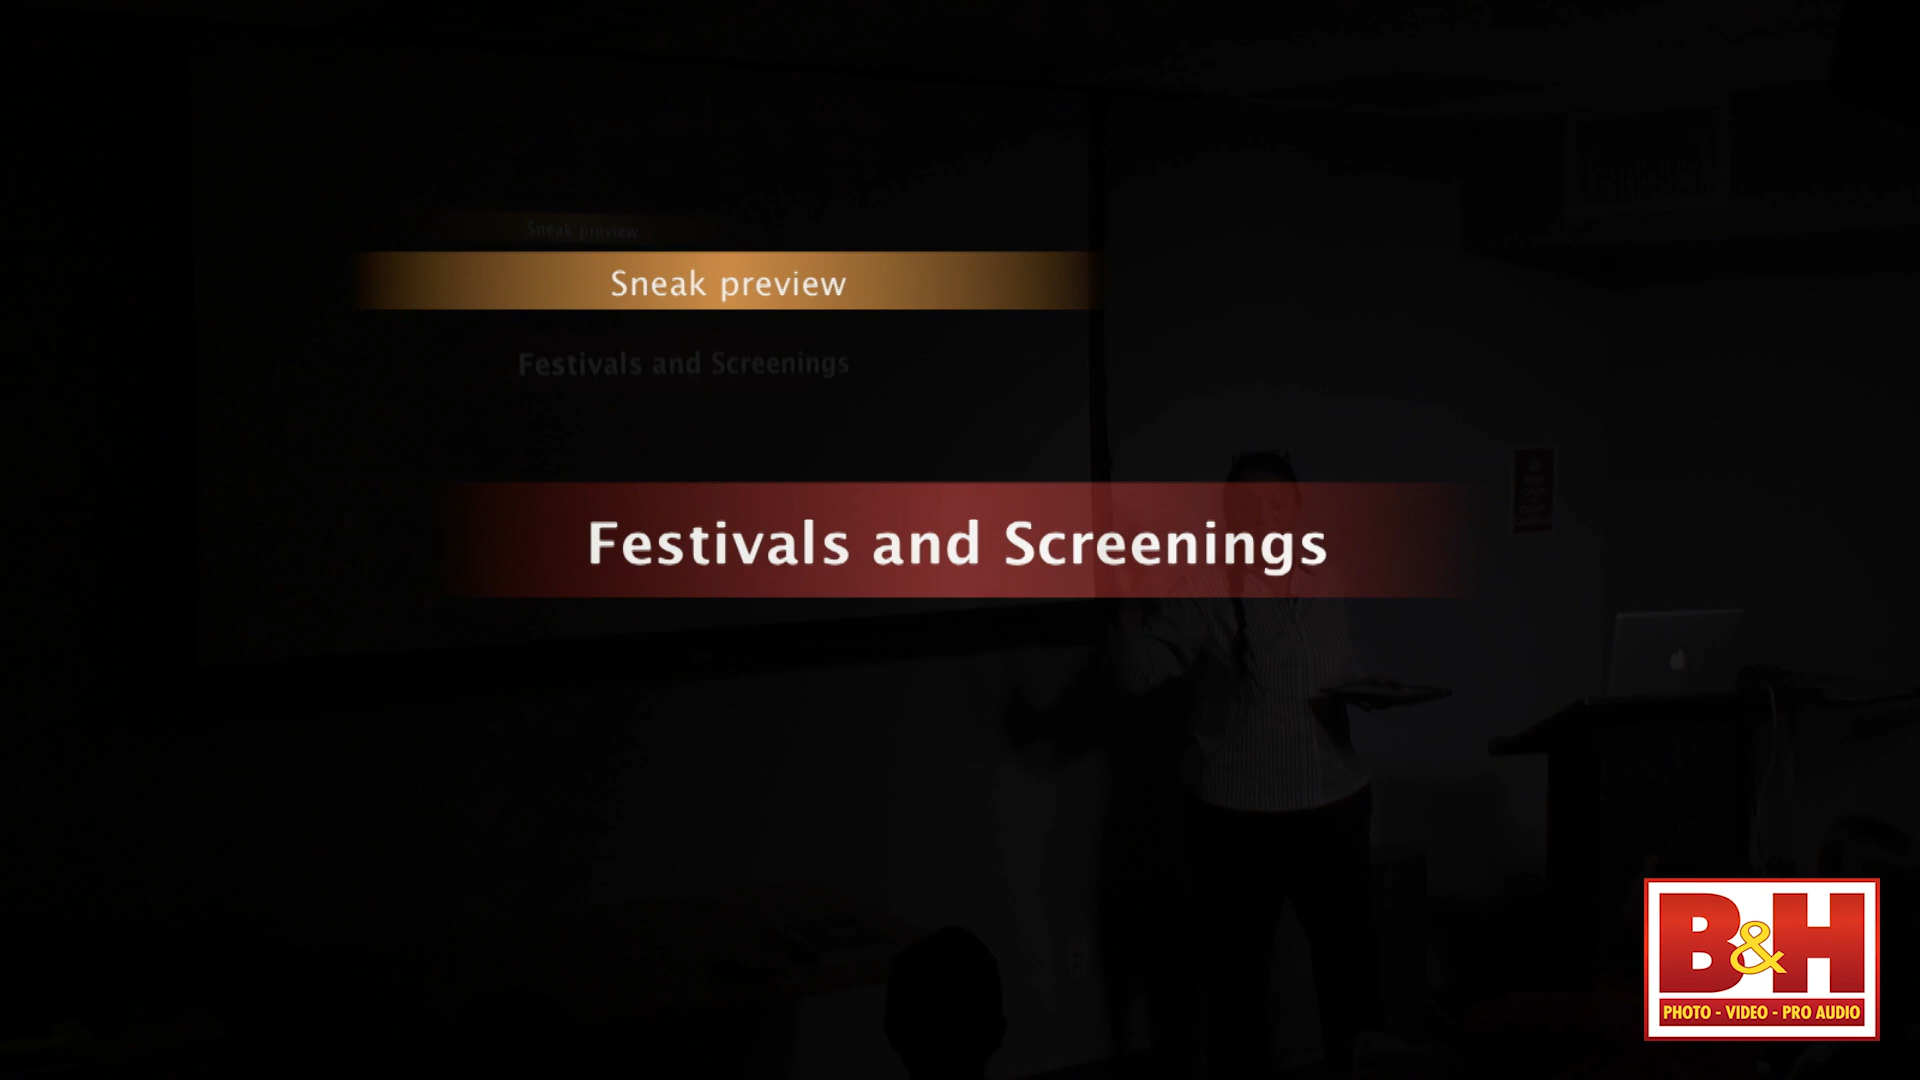 Sneak preview
Sneak preview
Festivals and Screenings
Festivals and Screenings
B&H
PHOTO - VIDEO - PRO AUDIO